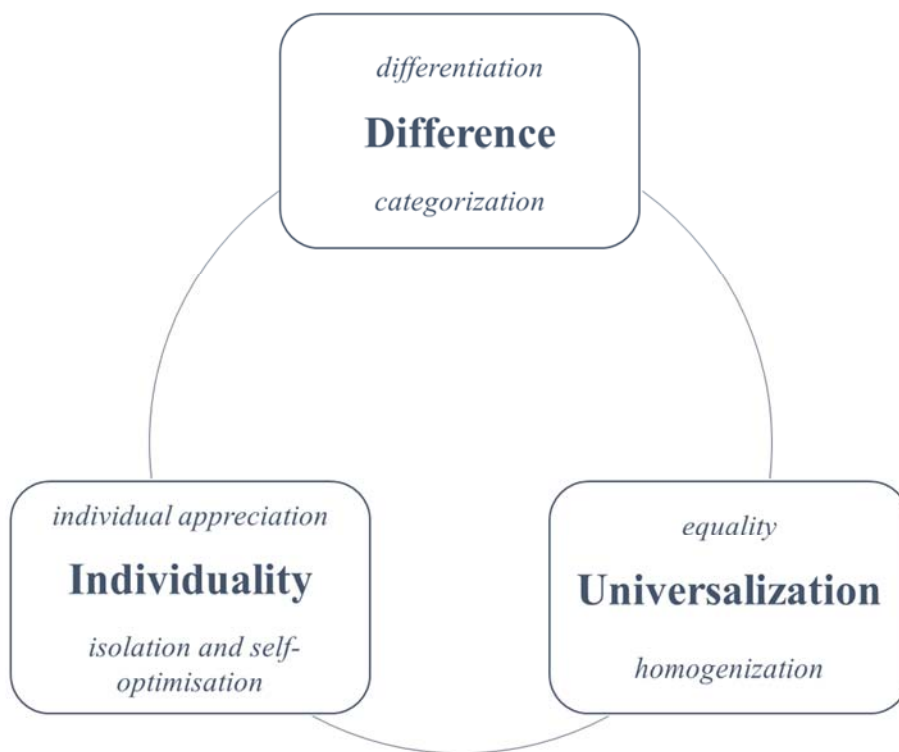 differentiation
Difference
categorization
individual appreciation
Individuality
isolation and self-
optimisation
equality
Universalization
homogenization